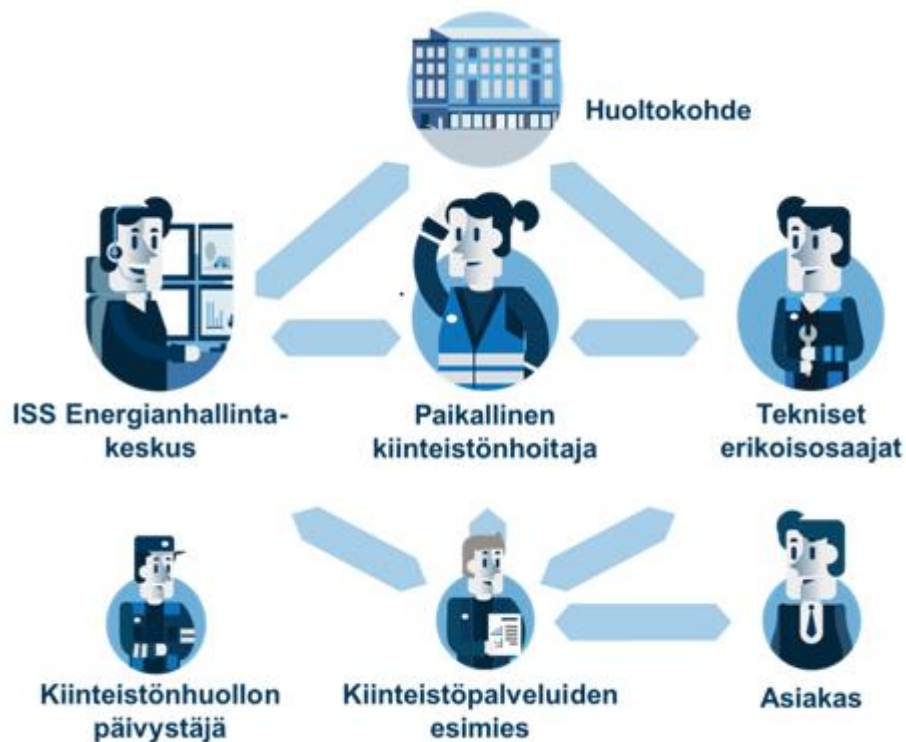 Huoltokohde
ISS Energianhallinta-
keskus
Paikallinen
kiinteistönhoitaja
Tekniset
erikoisosaajat
Kiinteistönhuollon
päivystäjä
Kiinteistöpalveluiden
esimies
Asiakas